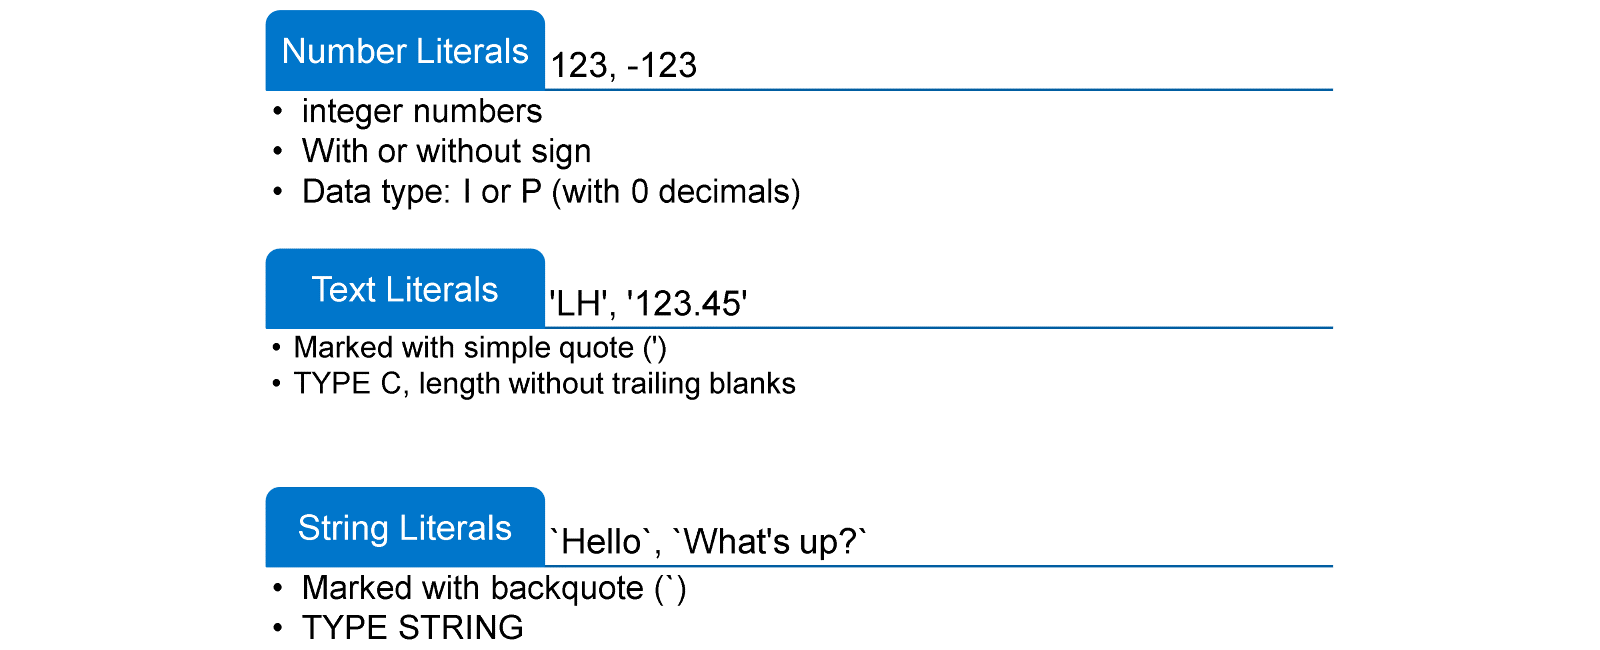 Number Literals 123, -123
• integer numbers
• With or without sign
• Data type: I or P (with 0 decimals)
Text Literals 'LH', '123.45'
• Marked with simple quote (')
• TYPE C, length without trailing blanks
String Literals `Hello`, `What's up?`
• Marked with backquote (`)
• TYPE STRING